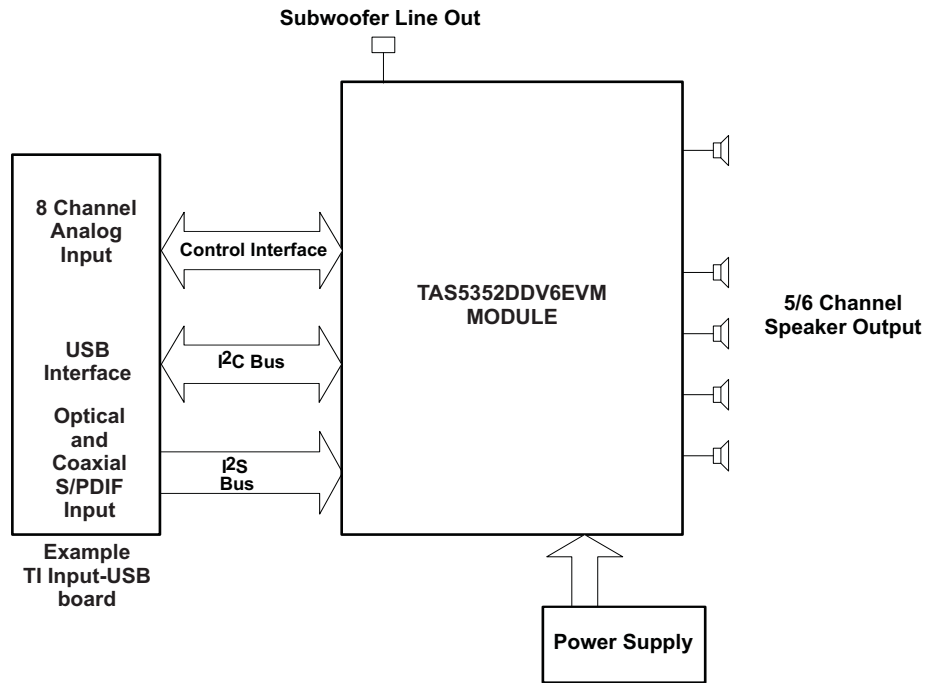 Subwoofer Line Out
8 Channel
Analog
Input
USB
Interface
Optical
and
Coaxial
S/PDIF
Input
Example
TI Input-USB
board
Control Interface
I2C Bus
I2S
Bus
TAS5352DDV6EVM
MODULE
5/6 Channel
Speaker Output
Power Supply